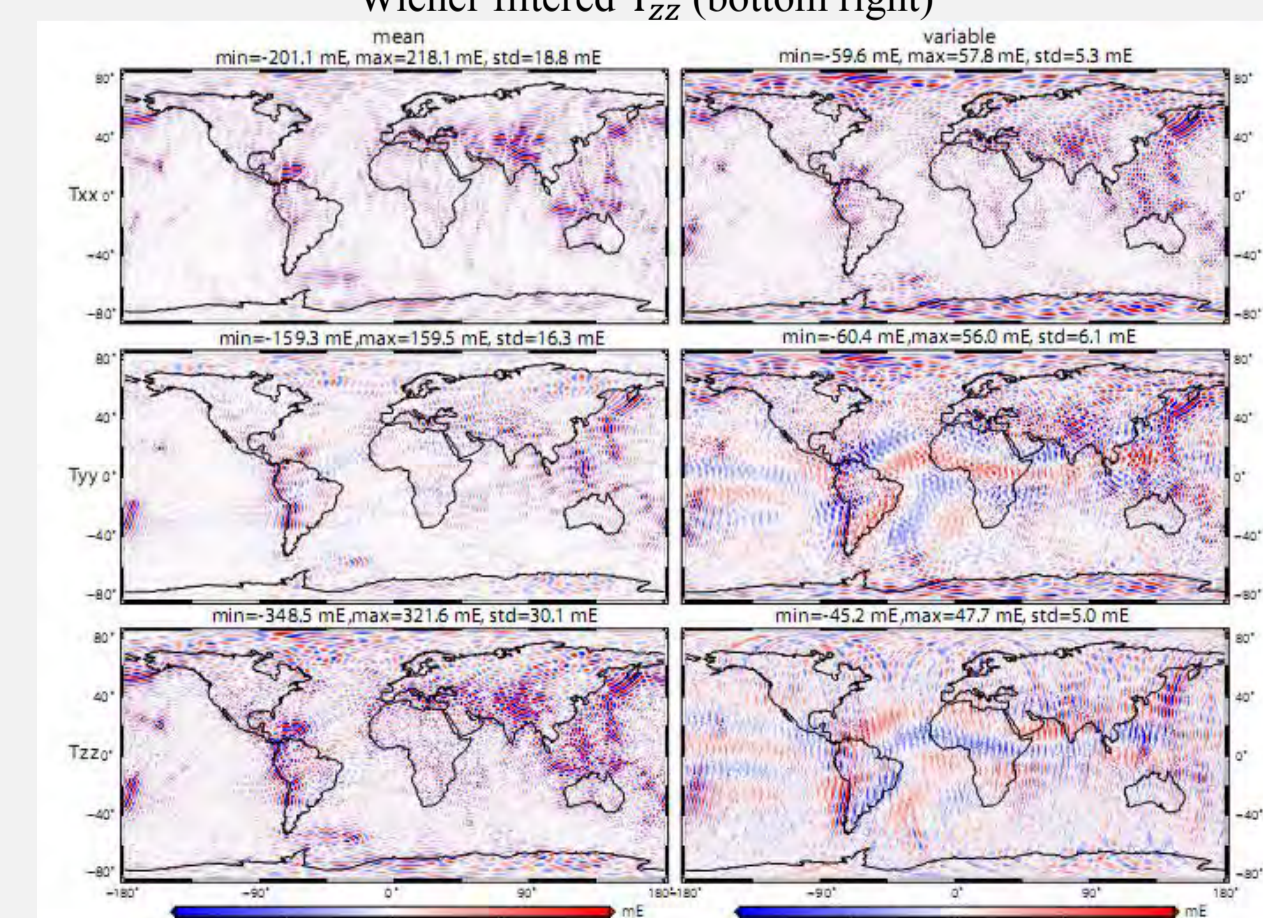 Wiener filtered Tzz (bottom right)
mean
variable
min=-201.1 mE, max=218.1 mE, std=18.8 mE
min=-59.6 mE, max=57.8 mE, std=5.3 mE
80°
80°
40°
40°
Txx 0°
0°
−40°
−40°
−80°
−80°
min=-159.3 mE,max=159.5 mE, std=16.3 mE
min=-60.4 mE,max=56.0 mE, std=6.1 mE
80°
80°
40°
40°
Tyy 0°
0°
−40°
−40°
−80°
−80°
min=-348.5 mE,max=321.6 mE, std=30.1 mE
min=-45.2 mE,max=47.7 mE, std=5.0 mE
80°
80°
40°
40°
Tzz 0°
0°
−40°
−40°
−80°
−80°
−180° −90° 0° 90° 180° −180° −90° 0° 90° 180°
mE
mE